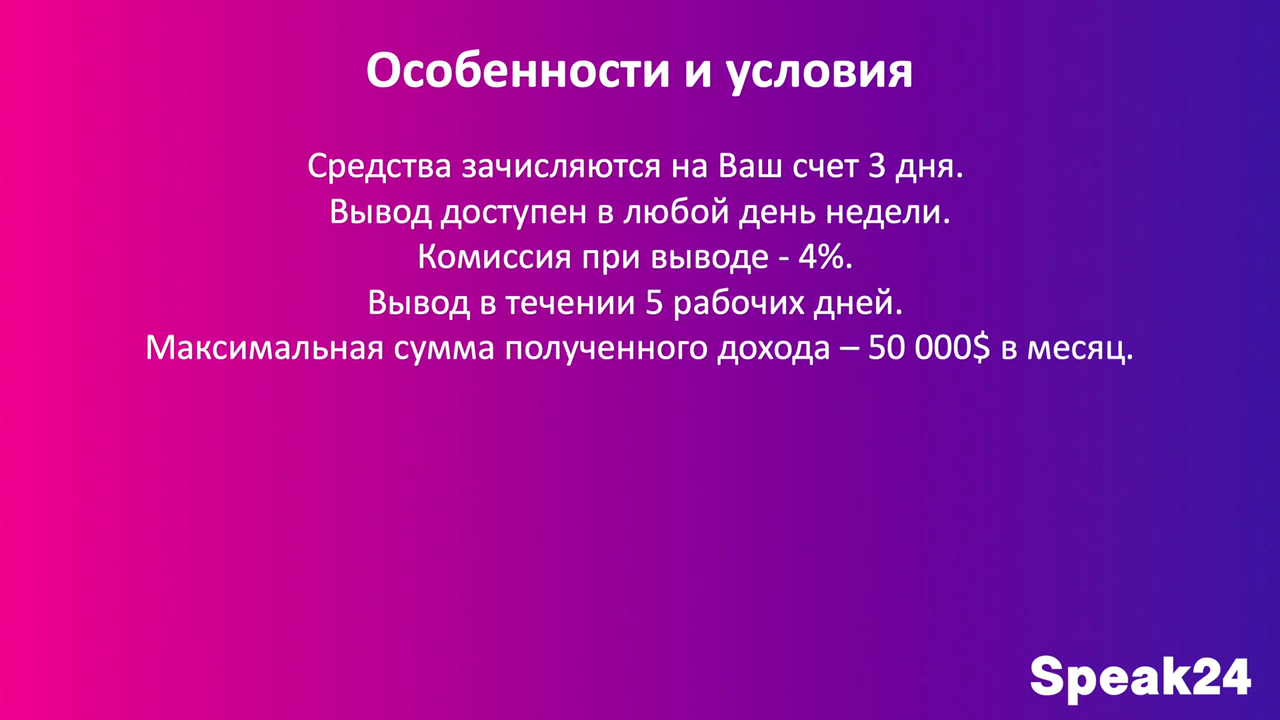 Особенности и условия
Средства зачисляются на Ваш счет 3 дня.
Вывод доступен в любой день недели.
Комиссия при выводе - 4%.
Вывод в течении 5 рабочих дней.
Максимальная сумма полученного дохода – 50 000$ в месяц.
Speak24